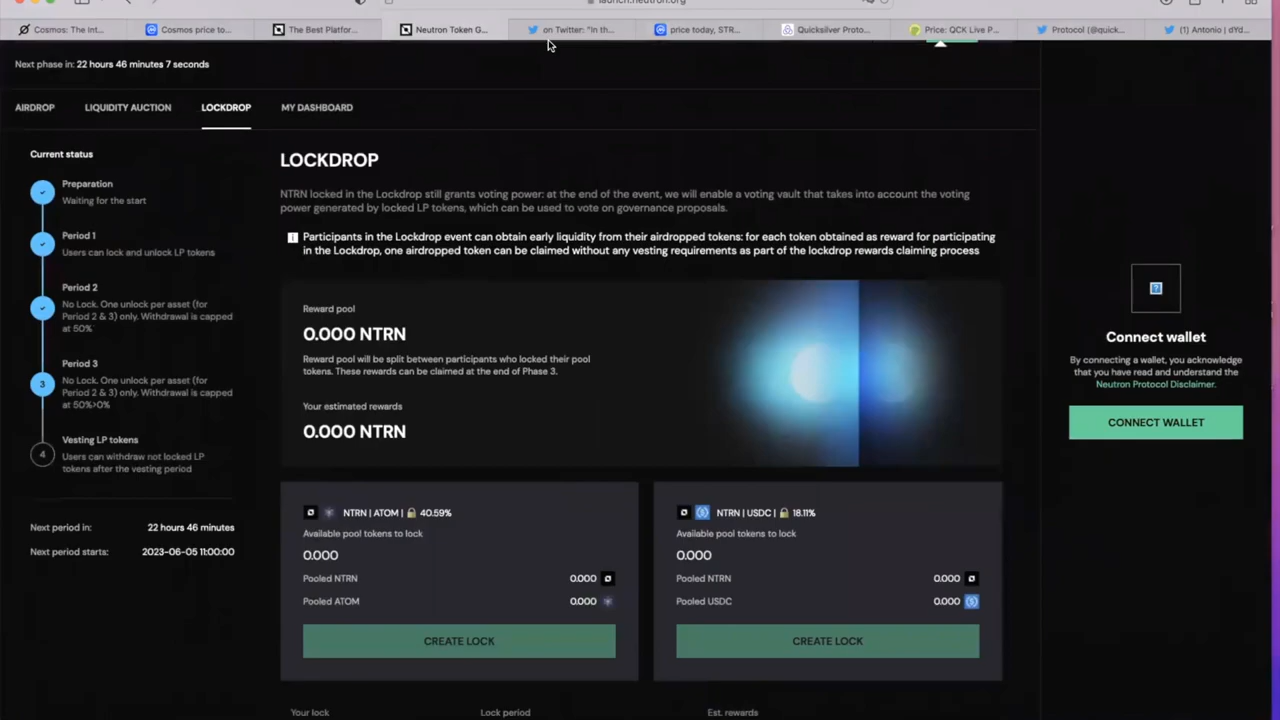 launch.neutron.org
Cosmos: The Int...
Cosmos price to...
The Best Platfor...
Neutron Token G...
on Twitter: "In th...
price today, STR...
Quicksilver Proto...
Price: QCK Live P...
Protocol (@quick...
(1) Antonio | dYd...
Next phase in: 22 hours 46 minutes 7 seconds
AIRDROP
LIQUIDITY AUCTION
LOCKDROP
MY DASHBOARD
Current status
Preparation
Waiting for the start
Period 1
Users can lock and unlock LP tokens
Period 2
No Lock. One unlock per asset (for
Period 2 & 3) only. Withdrawal is capped
at 50%
3
Period 3
No Lock. One unlock per asset (for
Period 2 & 3) only. Withdrawal is capped
at 50%>0%
4
Vesting LP tokens
Users can withdraw not locked LP
tokens after the vesting period
Next period in: 22 hours 46 minutes
Next period starts: 2023-06-05 11:00:00
LOCKDROP
NTRN locked in the Lockdrop still grants voting power: at the end of the event, we will enable a voting vault that takes into account the voting
power generated by locked LP tokens, which can be used to vote on governance proposals.
Participants in the Lockdrop event can obtain early liquidity from their airdropped tokens: for each token obtained as reward for participating
in the Lockdrop, one airdropped token can be claimed without any vesting requirements as part of the lockdrop rewards claiming process
Reward pool
0.000 NTRN
Reward pool will be split between participants who locked their pool
tokens. These rewards can be claimed at the end of Phase 3.
Your estimated rewards
0.000 NTRN
NTRN | ATOM | 40.59%
Available pool tokens to lock
0.000
Pooled NTRN 0.000
Pooled ATOM 0.000
CREATE LOCK
NTRN | USDC | 18.11%
Available pool tokens to lock
0.000
Pooled NTRN 0.000
Pooled USDC 0.000
CREATE LOCK
Your lock
Lock period
Est. rewards
?
Connect wallet
By connecting a wallet, you acknowledge
that you have read and understand the
Neutron Protocol Disclaimer.
CONNECT WALLET